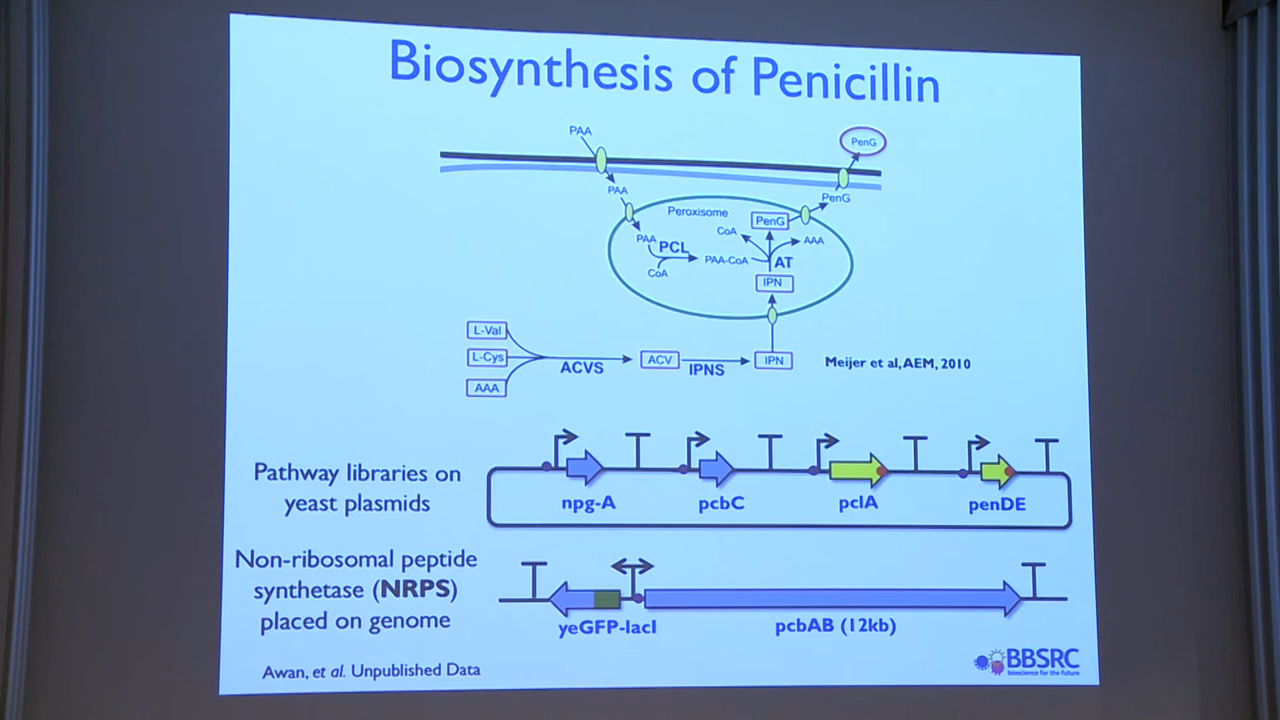 Biosynthesis of Penicillin
PAA
PenG
PAA
PenG
Peroxisome
PenG
CoA
AAA
PAA
PCL
CoA
PAA-CoA
AT
IPN
L-Val
L-Cys
AAA
ACVS
ACV
IPNS
IPN
Meijer et al, AEM, 2010
Pathway libraries on
yeast plasmids
npg-A
pcbC
pclA
penDE
Non-ribosomal peptide
synthetase (NRPS)
placed on genome
yeGFP-lacI
pcbAB (12kb)
Awan, et al. Unpublished Data
BBSRC
bioscience for the future